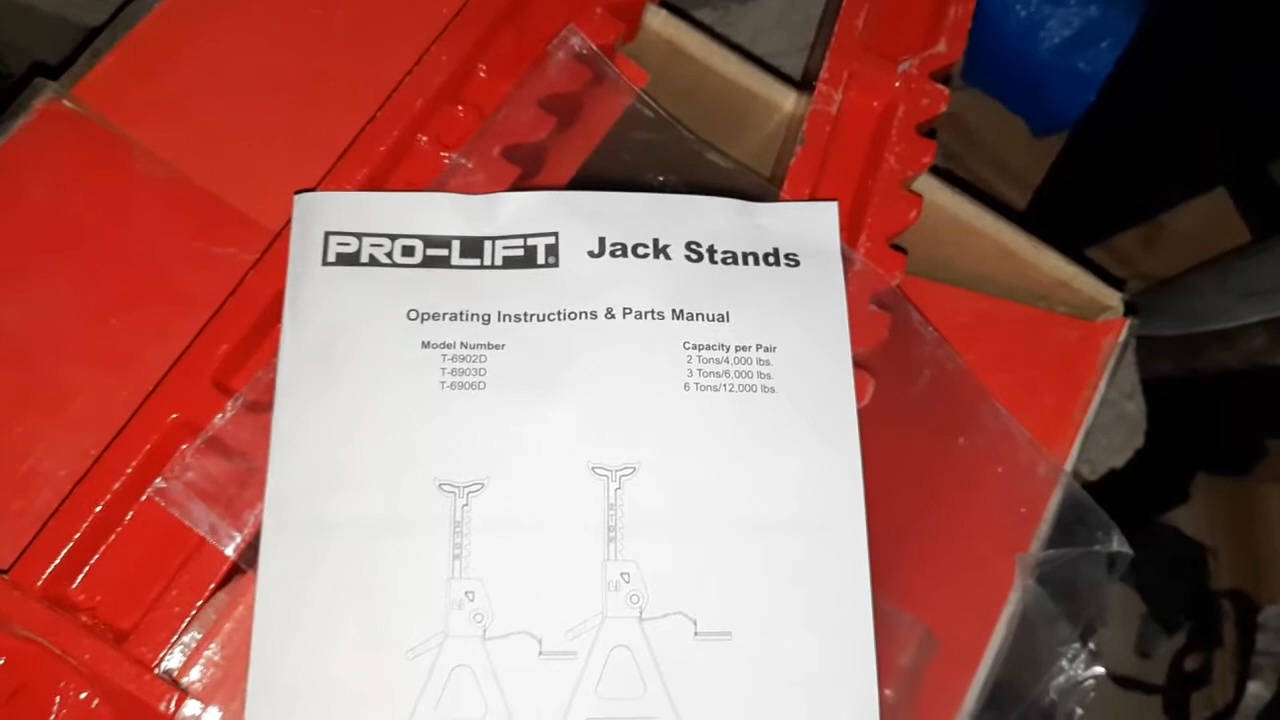 PRO-LIFT® Jack Stands
Operating Instructions & Parts Manual
Model Number Capacity per Pair
T-6902D 2 Tons/4,000 lbs.
T-6903D 3 Tons/6,000 lbs.
T-6906D 6 Tons/12,000 lbs.